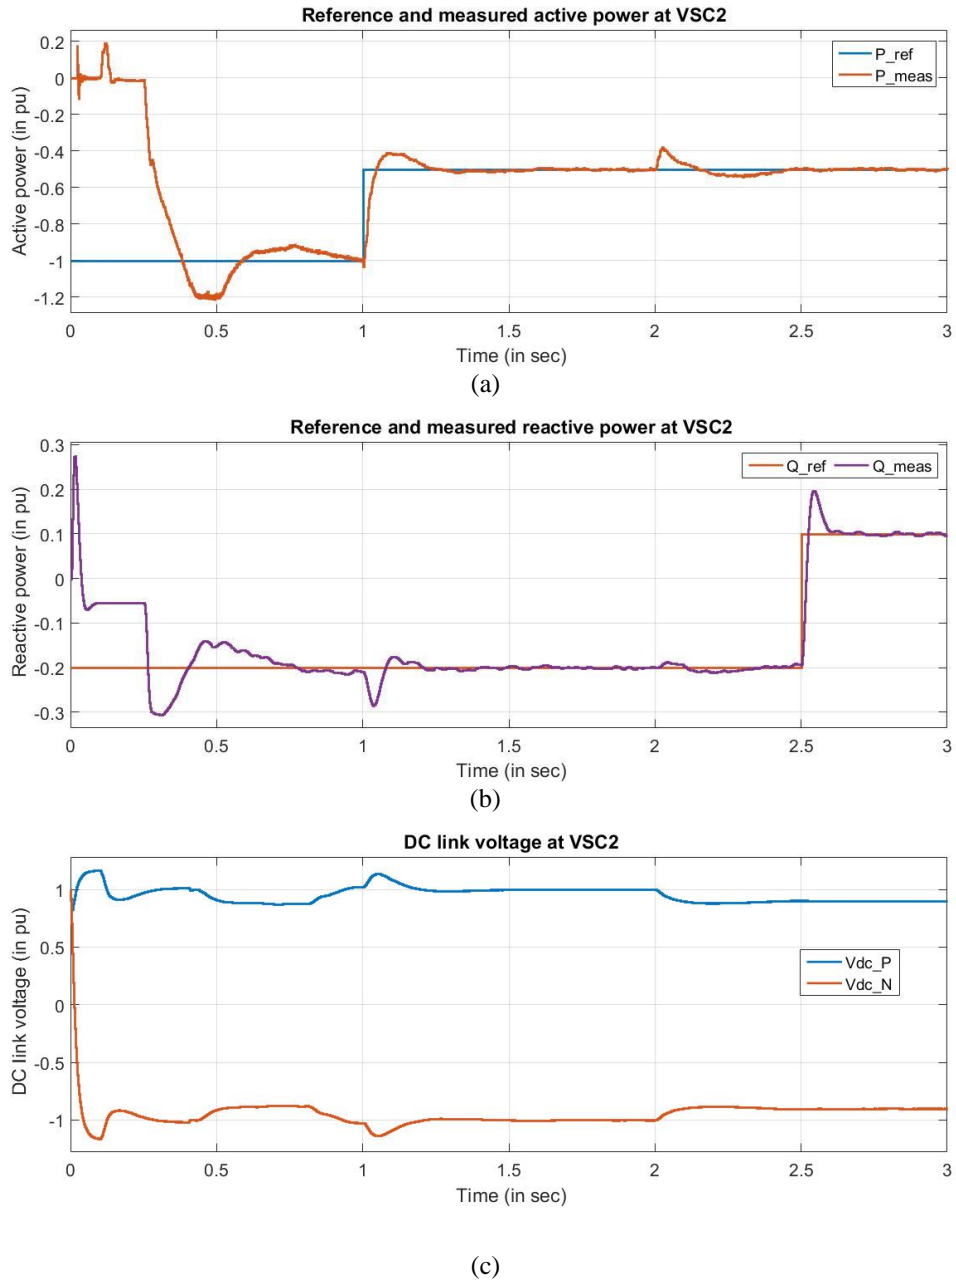 Reference and measured active power at VSC2
0.2
0
-0.2
-0.4
-0.6
-0.8
-1
-1.2
Active power (in pu)
P_ref
P_meas
0 0.5 1 1.5 2 2.5 3
Time (in sec)
(a)
Reference and measured reactive power at VSC2
0.3
0.2
0.1
0
-0.1
-0.2
-0.3
Reactive power (in pu)
Q_ref Q_meas
0 0.5 1 1.5 2 2.5 3
Time (in sec)
(b)
DC link voltage at VSC2
1
0.5
0
-0.5
-1
DC link voltage (in pu)
Vdc_P
Vdc_N
0 0.5 1 1.5 2 2.5 3
Time (in sec)
(c)